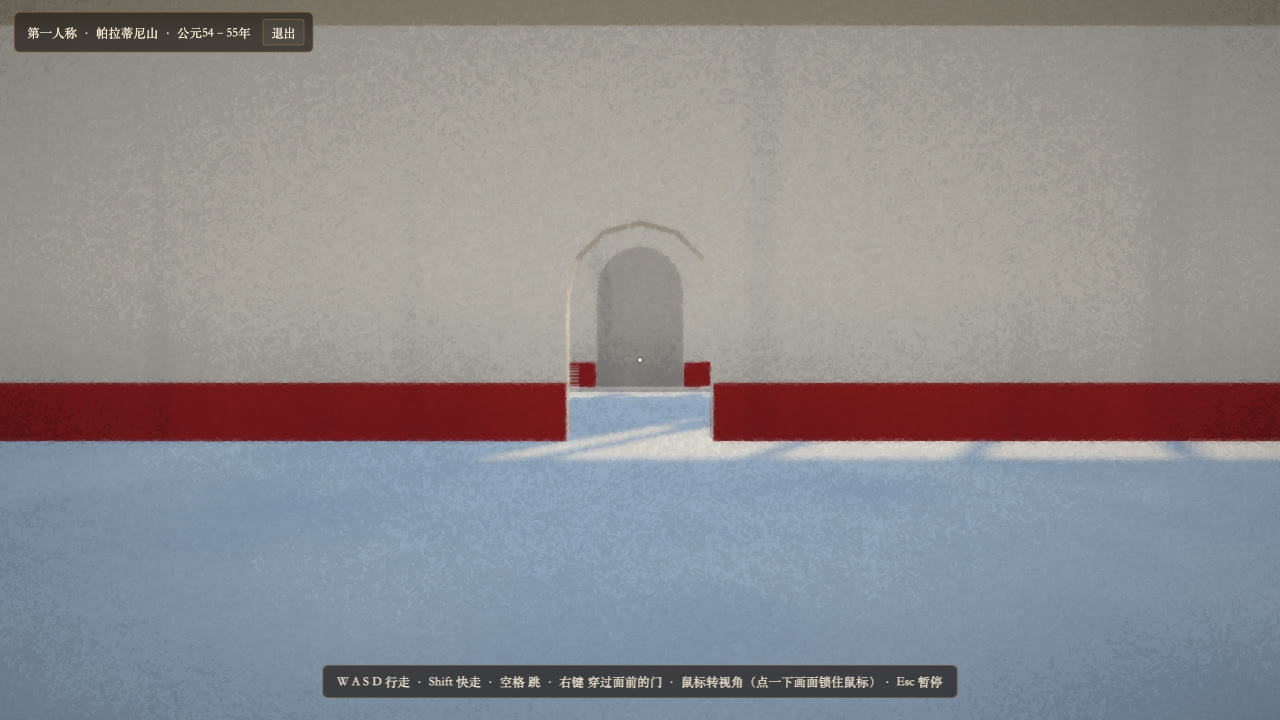 第一人称 · 帕拉蒂尼山 · 公元54 – 55年 退出
W A S D 行走 · Shift 快走 · 空格 跳 · 右键 穿过面前的门 · 鼠标转视角（点一下画面锁住鼠标） · Esc 暂停